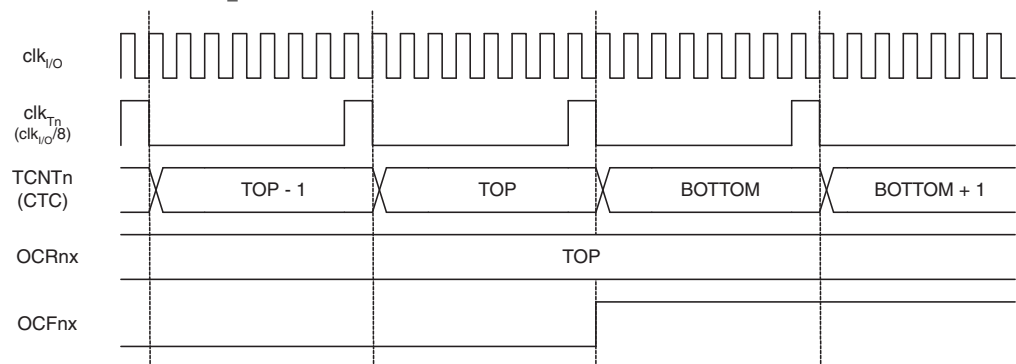 clkI/O
clkTn
(clkI/O/8)
TCNTn
(CTC)
TOP - 1
TOP
BOTTOM
BOTTOM + 1
OCRnx
TOP
OCFnx